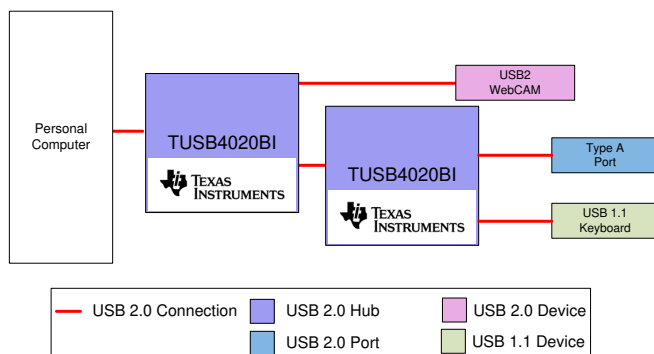 Personal
Computer
TUSB4020BI
TEXAS
INSTRUMENTS
USB2
WebCAM
TUSB4020BI
TEXAS
INSTRUMENTS
Type A
Port
USB 1.1
Keyboard
USB 2.0 Connection
USB 2.0 Hub
USB 2.0 Device
USB 2.0 Port
USB 1.1 Device